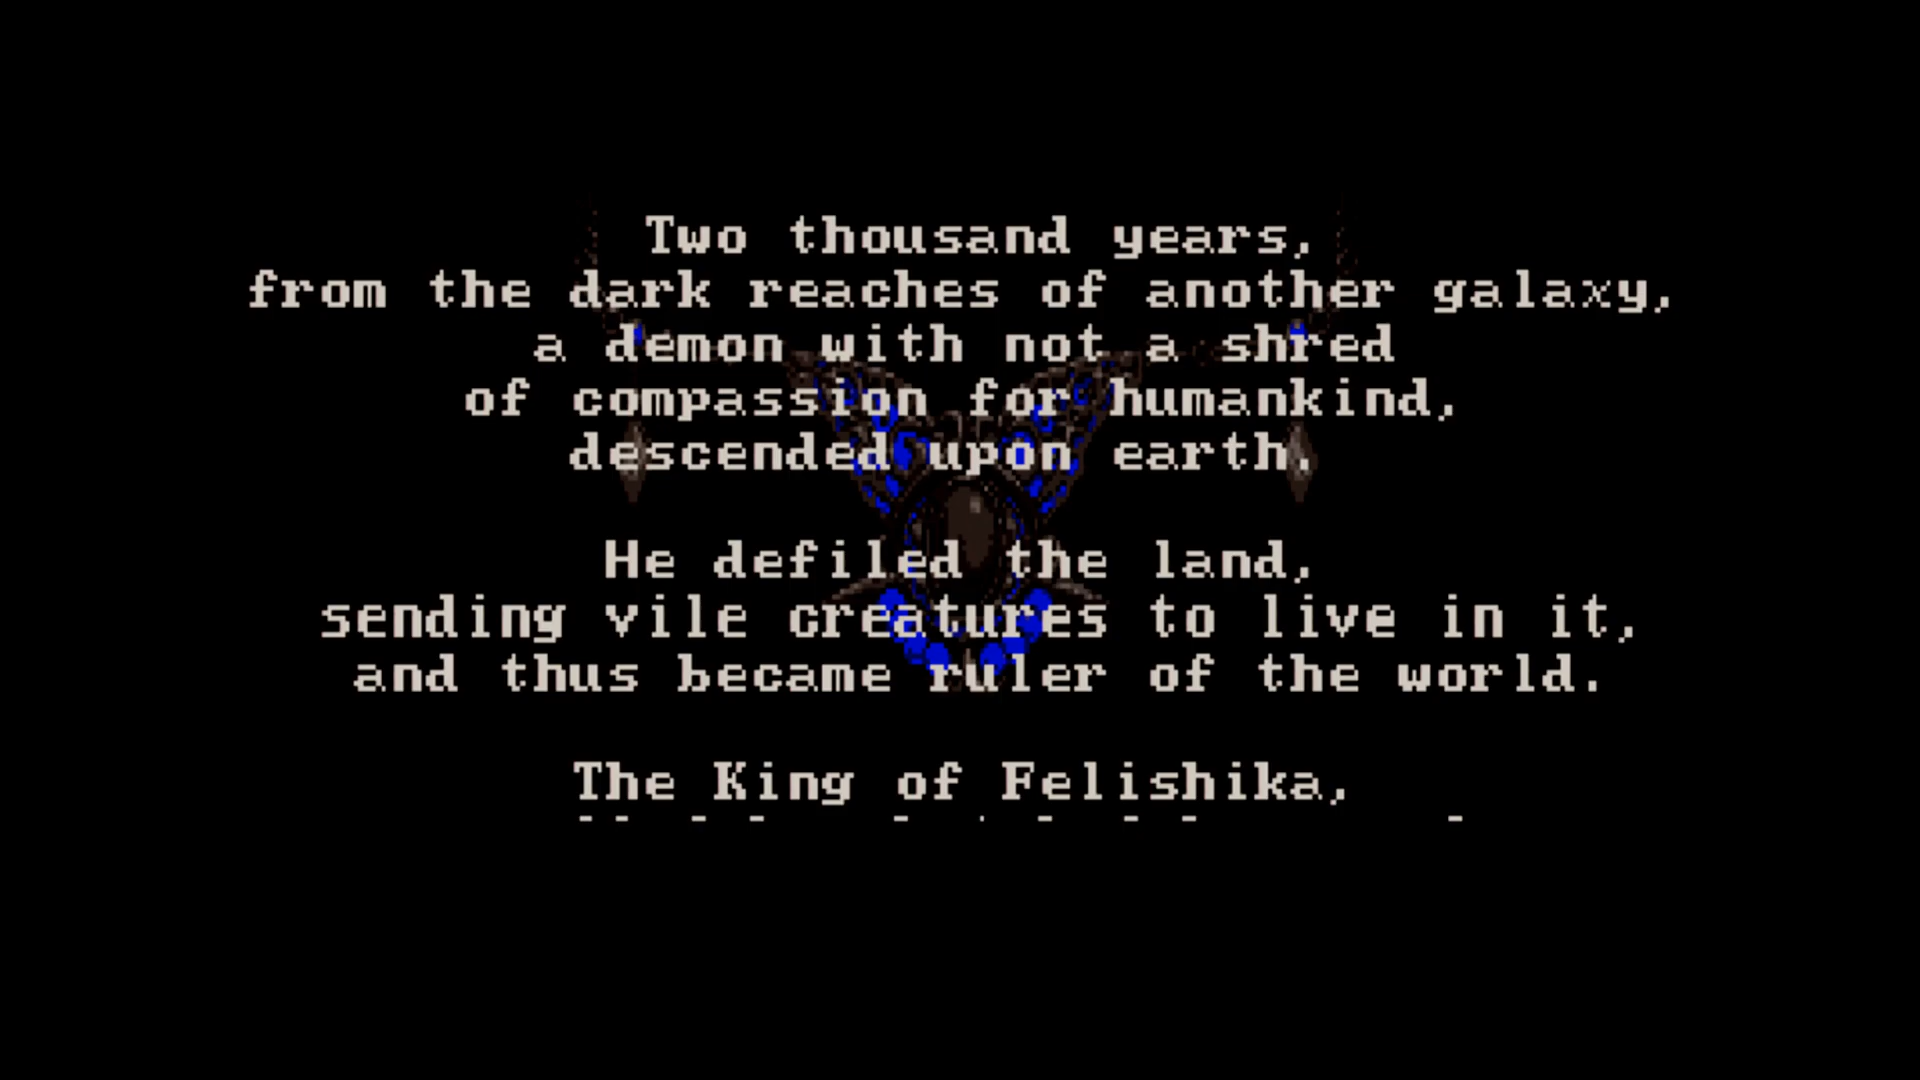 Two thousand years,
from the dark reaches of another galaxy,
a demon with not a shred
of compassion for humankind,
descended upon earth.
He defiled the land,
sending vile creatures to live in it,
and thus became ruler of the world.
The King of Felishika,